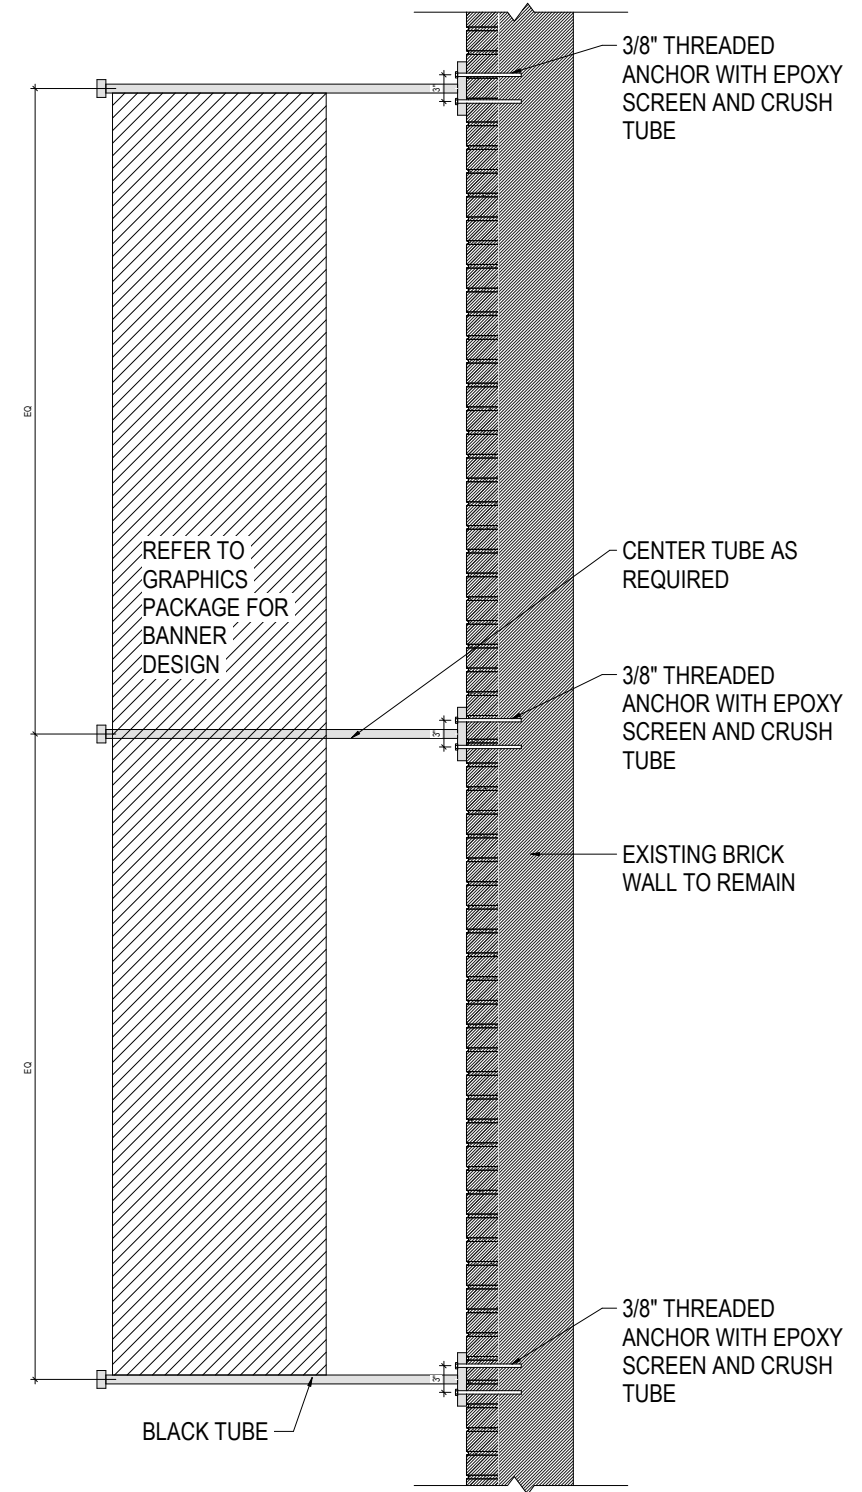 3/8" THREADED
ANCHOR WITH EPOXY
SCREEN AND CRUSH
TUBE
3"
EQ
REFER TO
GRAPHICS
PACKAGE FOR
BANNER
DESIGN
CENTER TUBE AS
REQUIRED
3/8" THREADED
ANCHOR WITH EPOXY
SCREEN AND CRUSH
TUBE
3"
EXISTING BRICK
WALL TO REMAIN
EQ
3/8" THREADED
ANCHOR WITH EPOXY
SCREEN AND CRUSH
TUBE
3"
BLACK TUBE